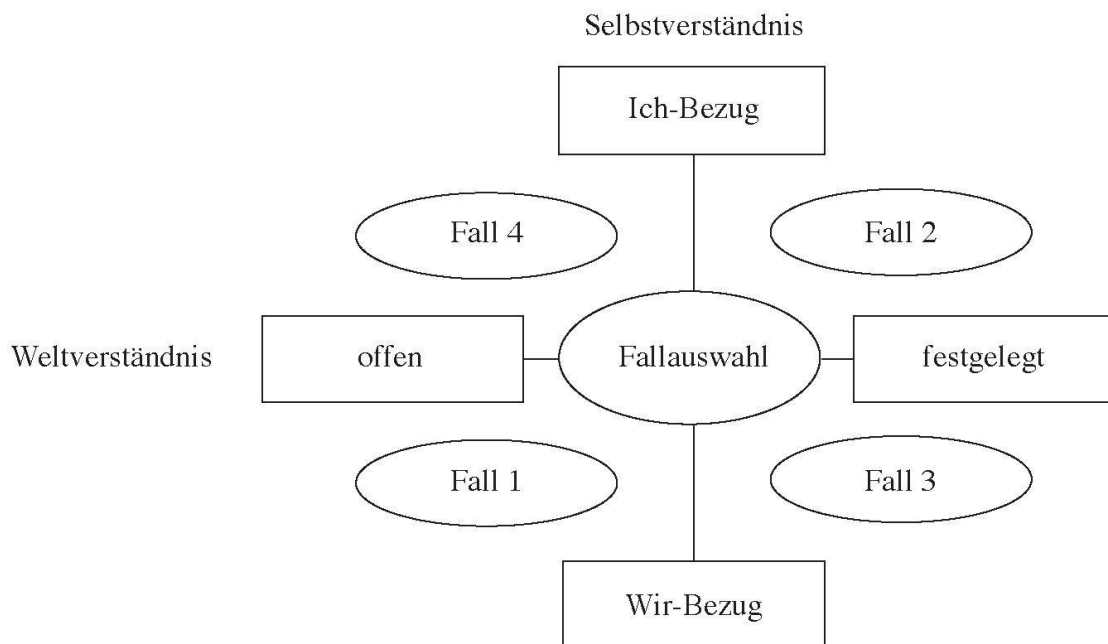 Selbstverständnis
Ich-Bezug
Fall 4
Fall 2
Weltverständnis
offen
Fallauswahl
festgelegt
Fall 1
Fall 3
Wir-Bezug